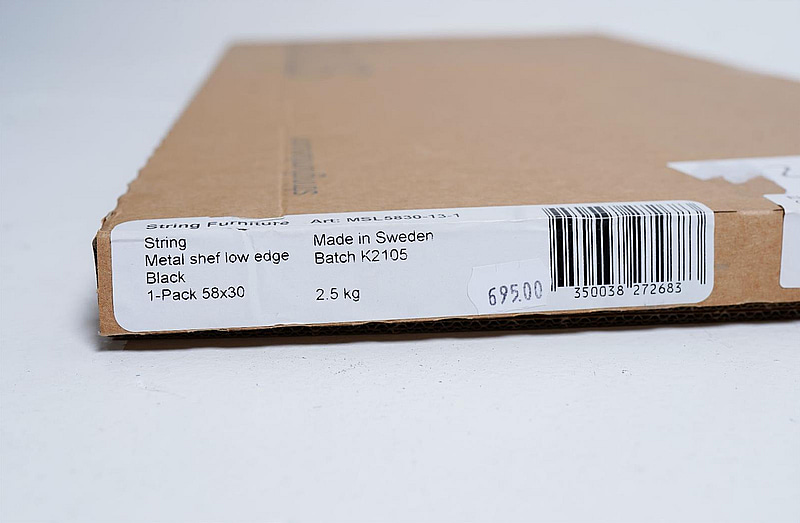 String Furniture
Art: MSL5830-13-1
String
Metal shef low edge
Black
1-Pack 58x30
Made in Sweden
Batch K2105
2.5 kg
695.00
350038 272683